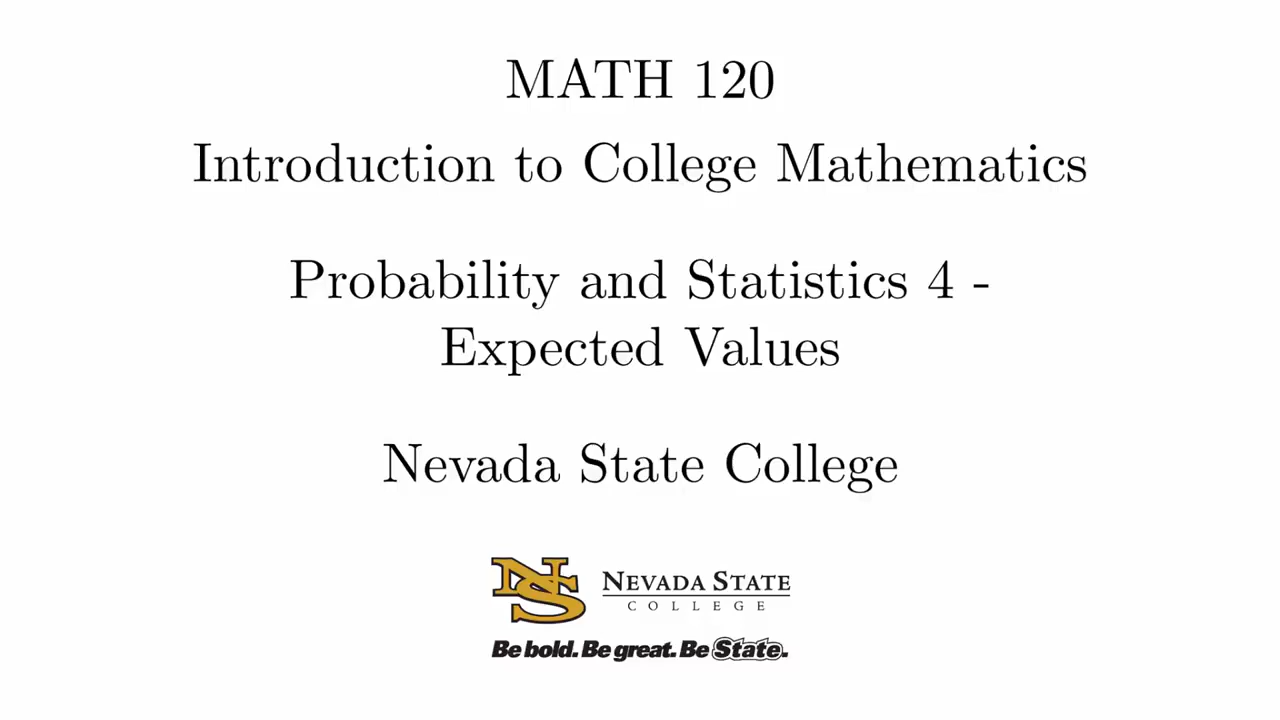 MATH 120
Introduction to College Mathematics
Probability and Statistics 4 -
Expected Values
Nevada State College
NS NEVADA STATE
COLLEGE
Be bold. Be great. Be State.